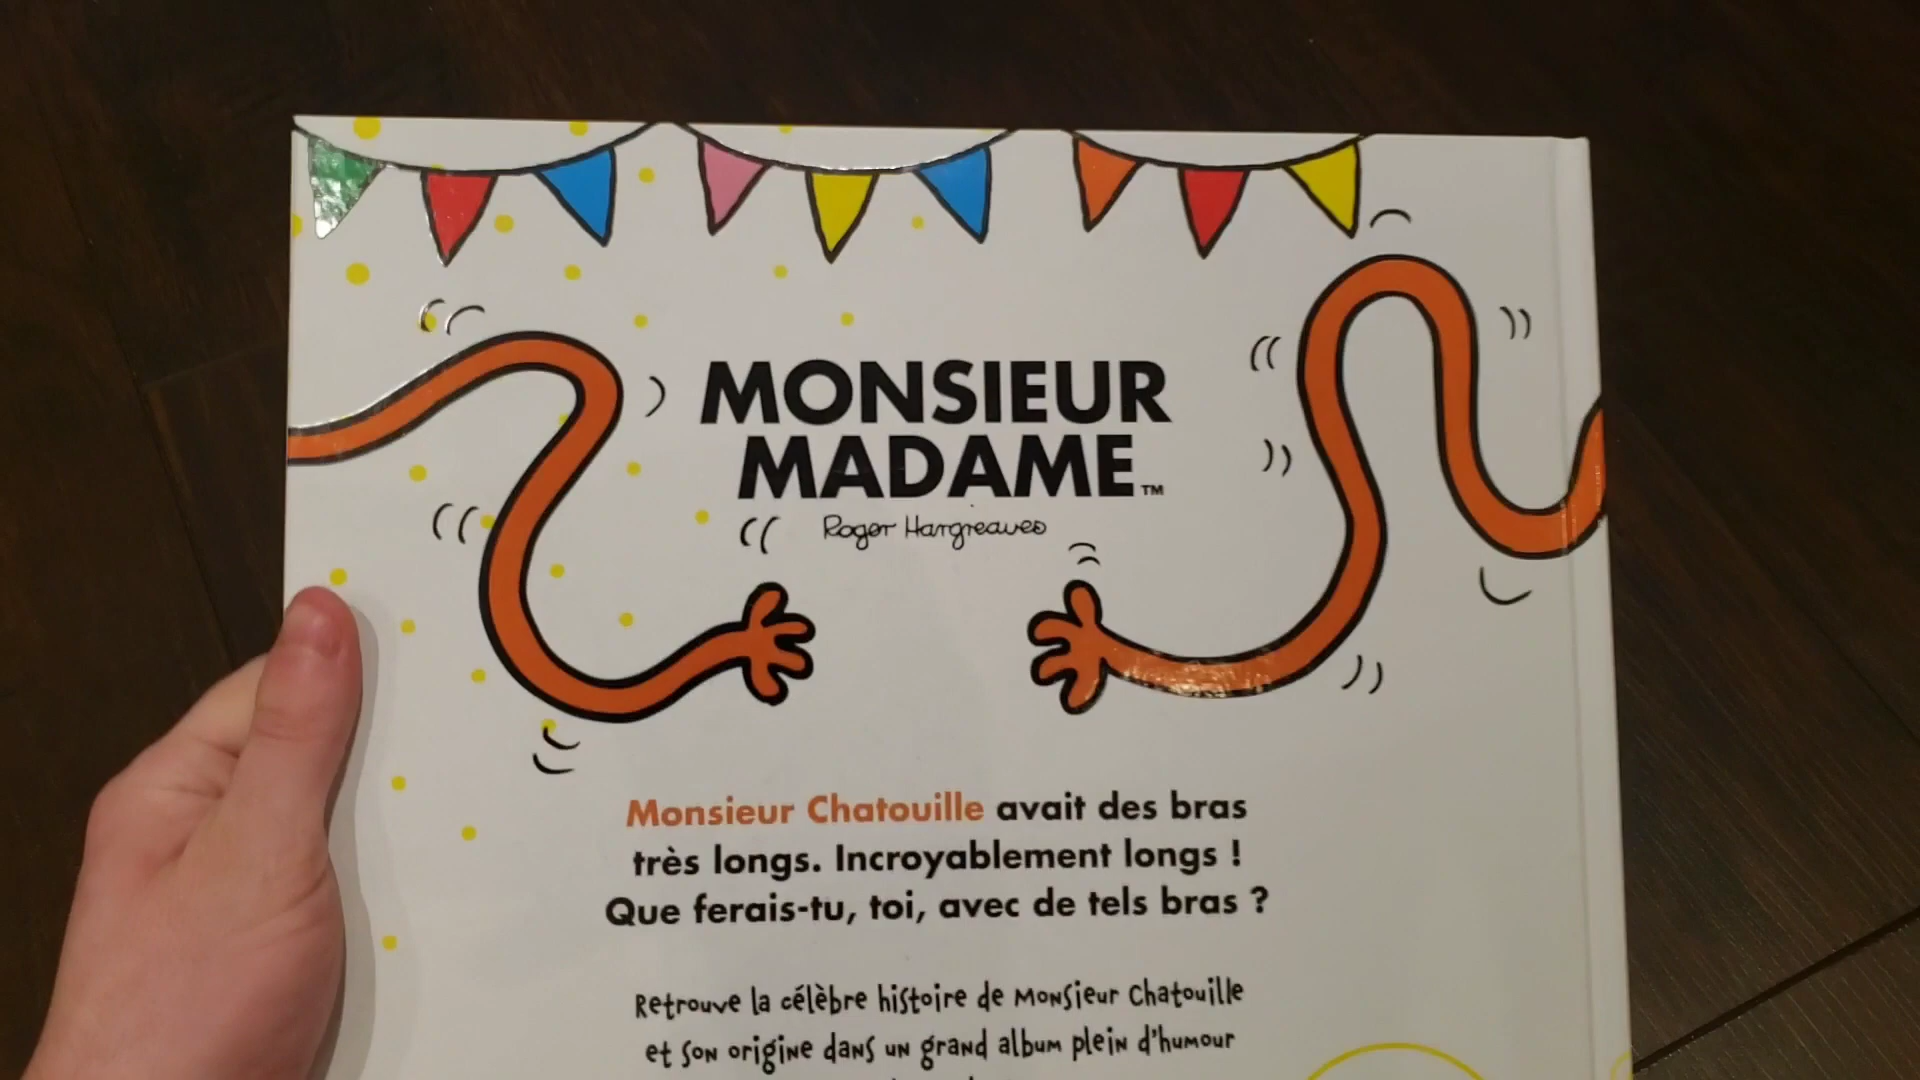 MONSIEUR
MADAME™
Roger Hargreaves
Monsieur Chatouille avait des bras
très longs. Incroyablement longs !
Que ferais-tu, toi, avec de tels bras ?
Retrouve la célèbre histoire de Monsieur Chatouille
et son origine dans un grand album plein d'humour